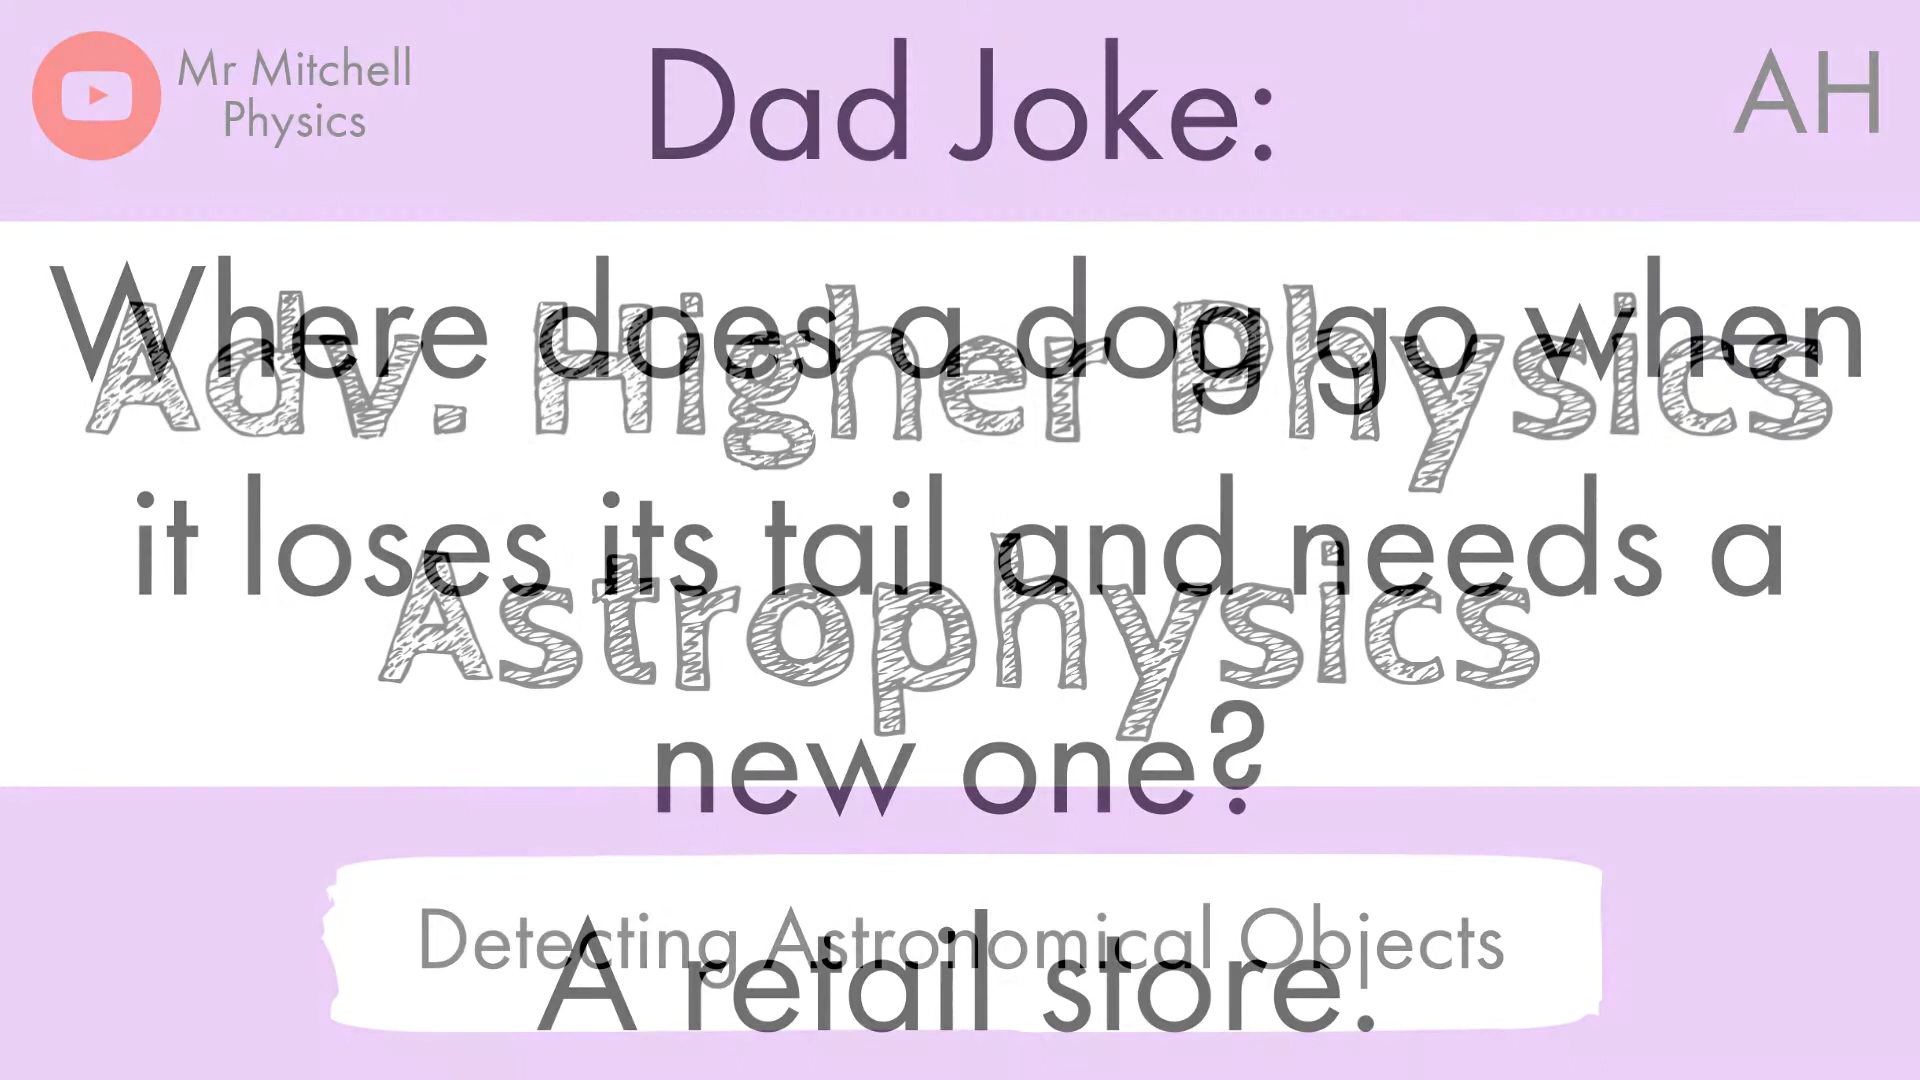 Mr Mitchell
Physics
Dad Joke:
AH
Where does a dog go when
it loses its tail and needs a
new one?
A retail store.
Adv. Higher Physics
Astrophysics
Detecting Astronomical Objects